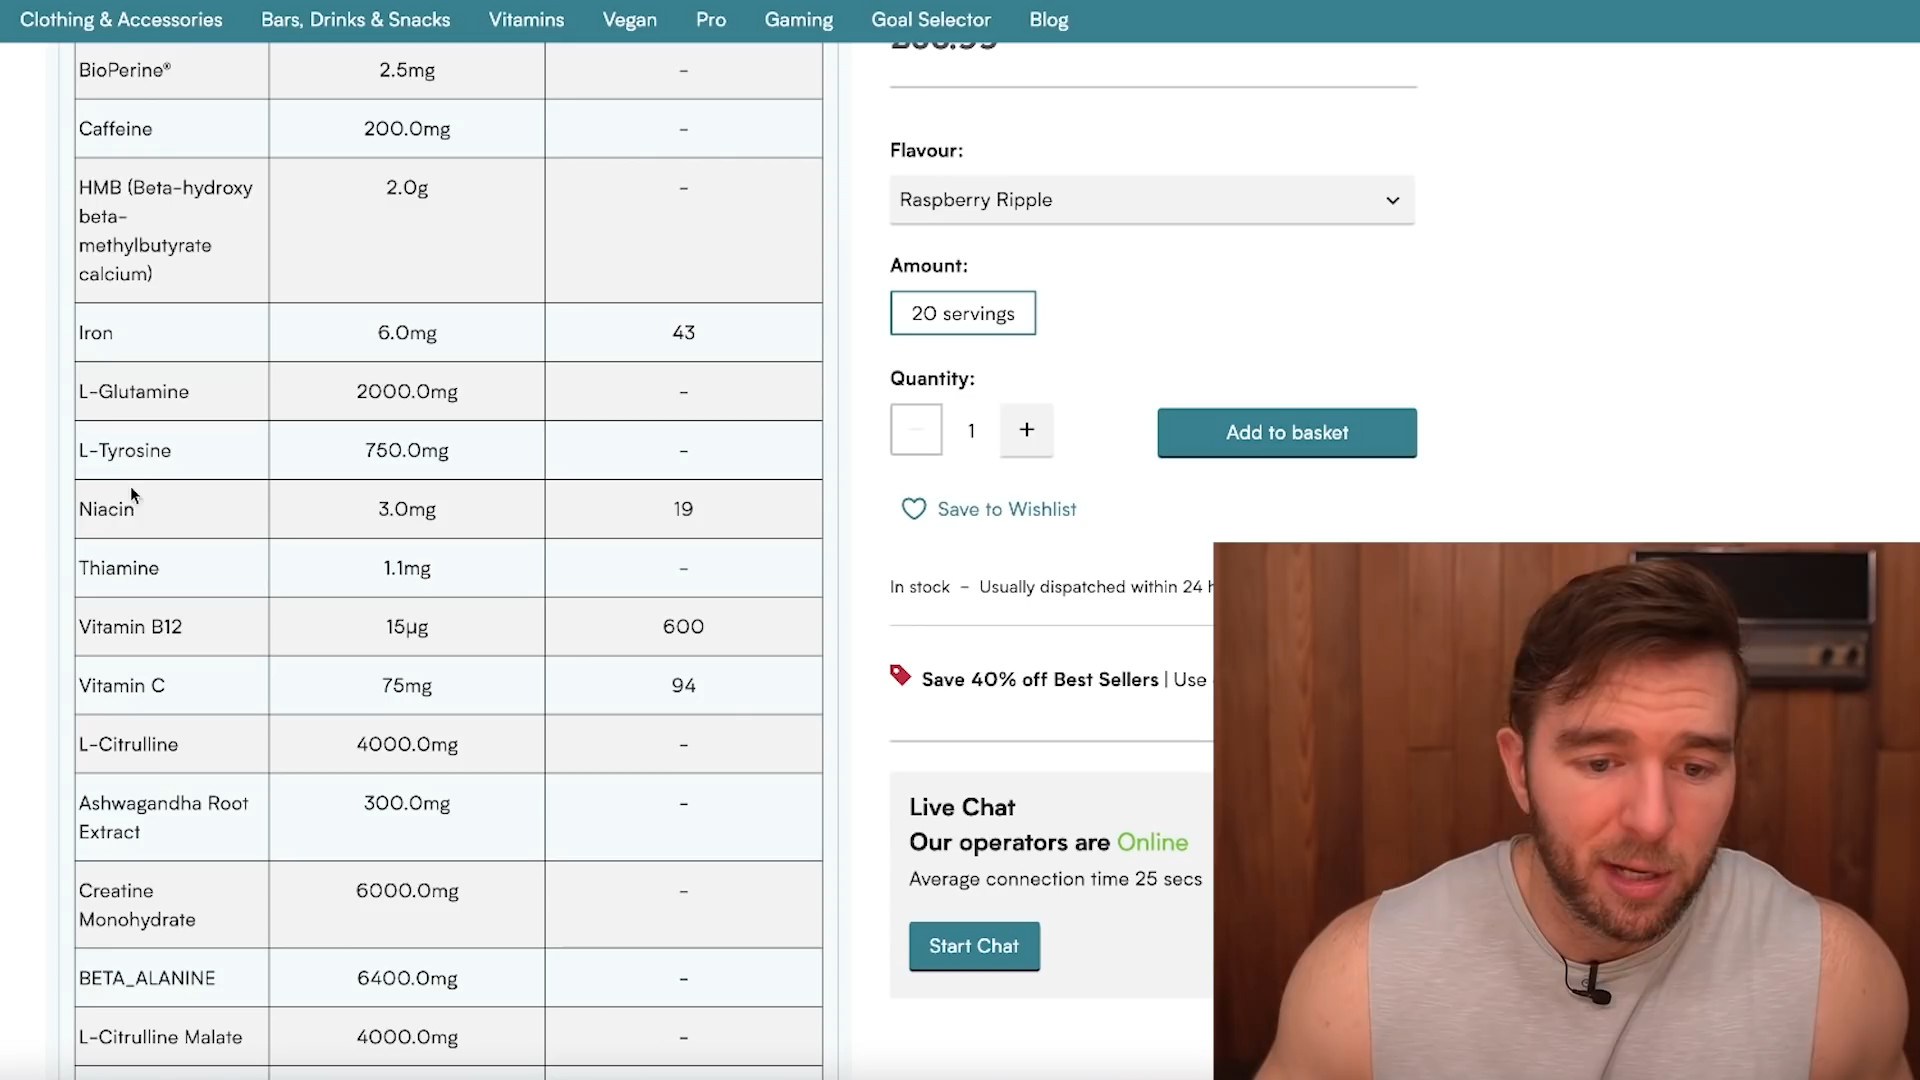 Clothing & Accessories Bars, Drinks & Snacks Vitamins Vegan Pro Gaming Goal Selector Blog
BioPerine® 2.5mg -
Caffeine 200.0mg -
HMB (Beta-hydroxy 2.0g -
beta-
methylbutyrate
calcium)
Iron 6.0mg 43
L-Glutamine 2000.0mg -
L-Tyrosine 750.0mg -
Niacin 3.0mg 19
Thiamine 1.1mg -
Vitamin B12 15µg 600
Vitamin C 75mg 94
L-Citrulline 4000.0mg -
Ashwagandha Root 300.0mg -
Extract
Creatine 6000.0mg -
Monohydrate
BETA_ALANINE 6400.0mg -
L-Citrulline Malate 4000.0mg -
Flavour:
Raspberry Ripple
Amount:
20 servings
Quantity:
1 +
Add to basket
Save to Wishlist
In stock - Usually dispatched within 24
Save 40% off Best Sellers | Use
Live Chat
Our operators are Online
Average connection time 25 secs
Start Chat